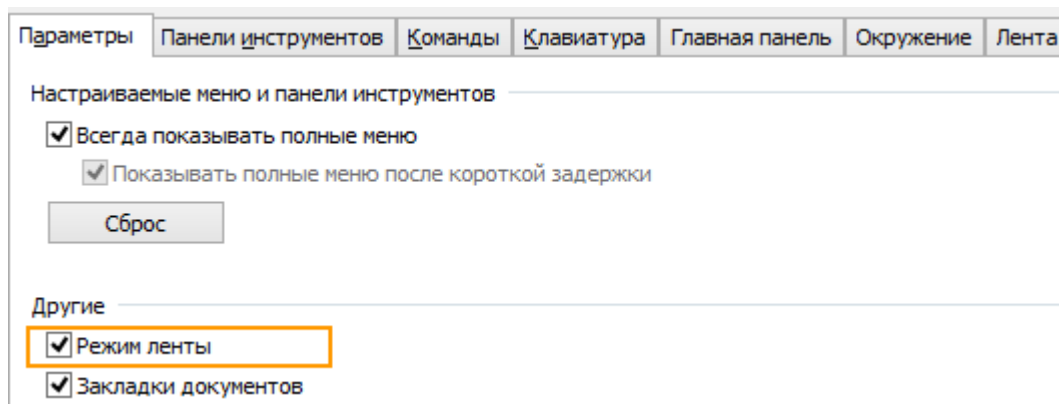 Параметры Панели инструментов Команды Клавиатура Главная панель Окружение Лента
Настраиваемые меню и панели инструментов
Всегда показывать полные меню
Показывать полные меню после короткой задержки
Сброс
Другие
Режим ленты
Закладки документов